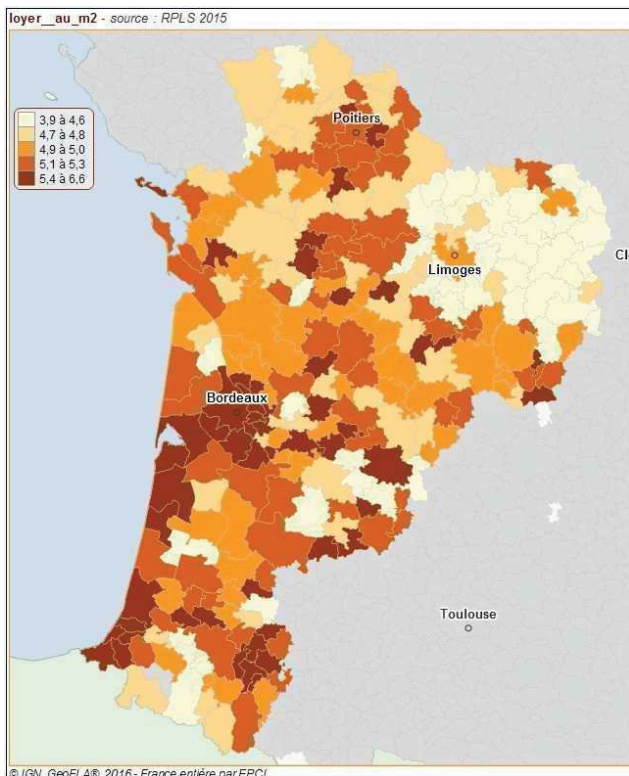 loyer__au_m2 - source : RPLS 2015
3,9 à 4,6
4,7 à 4,8
4,9 à 5,0
5,1 à 5,3
5,4 à 6,6
Poitiers
Limoges
Cl
Bordeaux
Toulouse
© IGN, GeoFLA®, 2016 - France entière par EPCI